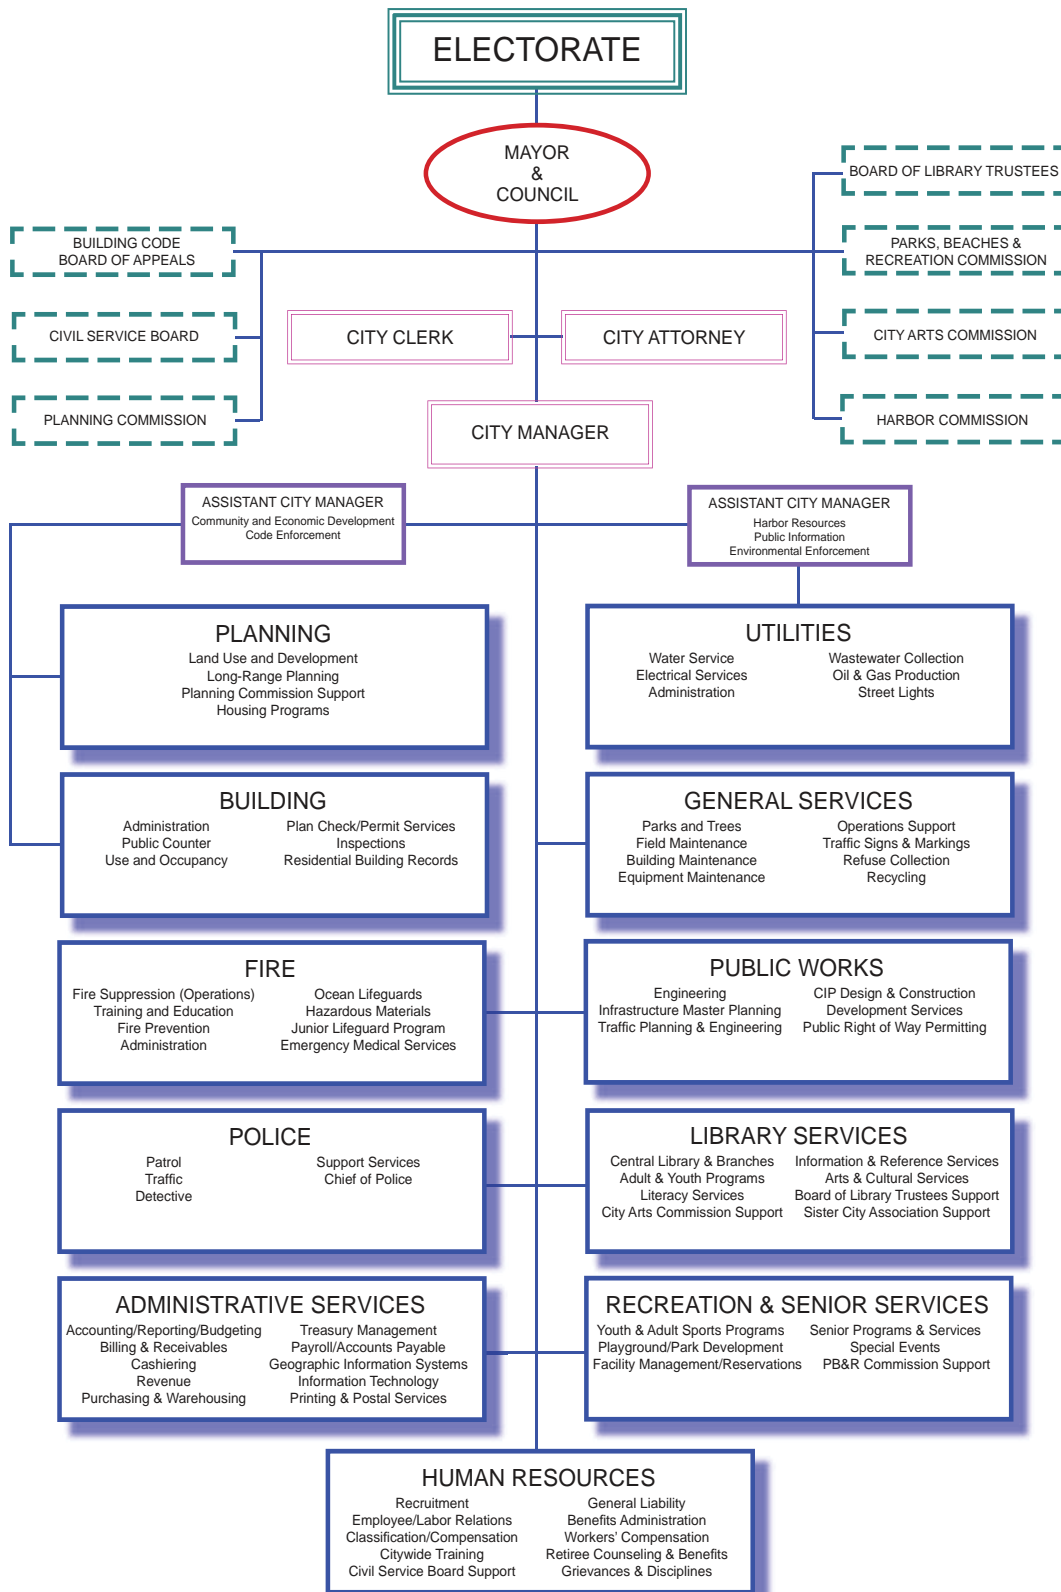 ELECTORATE
MAYOR
&
COUNCIL
BOARD OF LIBRARY TRUSTEES
BUILDING CODE
BOARD OF APPEALS
PARKS, BEACHES &
RECREATION COMMISSION
CIVIL SERVICE BOARD
CITY CLERK
CITY ATTORNEY
CITY ARTS COMMISSION
PLANNING COMMISSION
CITY MANAGER
HARBOR COMMISSION
ASSISTANT CITY MANAGER
Community and Economic Development
Code Enforcement
ASSISTANT CITY MANAGER
Harbor Resources
Public Information
Environmental Enforcement
PLANNING
Land Use and Development
Long-Range Planning
Planning Commission Support
Housing Programs
UTILITIES
Water Service
Electrical Services
Administration
Wastewater Collection
Oil & Gas Production
Street Lights
BUILDING
Administration
Public Counter
Use and Occupancy
Plan Check/Permit Services
Inspections
Residential Building Records
GENERAL SERVICES
Parks and Trees
Field Maintenance
Building Maintenance
Equipment Maintenance
Operations Support
Traffic Signs & Markings
Refuse Collection
Recycling
FIRE
Fire Suppression (Operations)
Training and Education
Fire Prevention
Administration
Ocean Lifeguards
Hazardous Materials
Junior Lifeguard Program
Emergency Medical Services
PUBLIC WORKS
Engineering
Infrastructure Master Planning
Traffic Planning & Engineering
CIP Design & Construction
Development Services
Public Right of Way Permitting
POLICE
Patrol
Traffic
Detective
Support Services
Chief of Police
LIBRARY SERVICES
Central Library & Branches
Adult & Youth Programs
Literacy Services
City Arts Commission Support
Information & Reference Services
Arts & Cultural Services
Board of Library Trustees Support
Sister City Association Support
ADMINISTRATIVE SERVICES
Accounting/Reporting/Budgeting
Billing & Receivables
Cashiering
Revenue
Purchasing & Warehousing
Treasury Management
Payroll/Accounts Payable
Geographic Information Systems
Information Technology
Printing & Postal Services
RECREATION & SENIOR SERVICES
Youth & Adult Sports Programs
Playground/Park Development
Facility Management/Reservations
Senior Programs & Services
Special Events
PB&R Commission Support
HUMAN RESOURCES
Recruitment
Employee/Labor Relations
Classification/Compensation
Citywide Training
Civil Service Board Support
General Liability
Benefits Administration
Workers' Compensation
Retiree Counseling & Benefits
Grievances & Disciplines